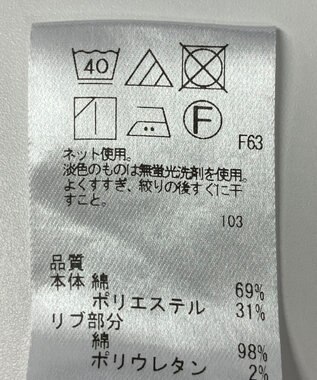 40
F
F63
ネット使用。
淡色のものは無蛍光洗剤を使用。
よくすすぎ、絞りの後すぐに干
すこと。
103
品質
本体 綿 69%
ポリエステル 31%
リブ部分
綿 98%
ポリウレタン 2%